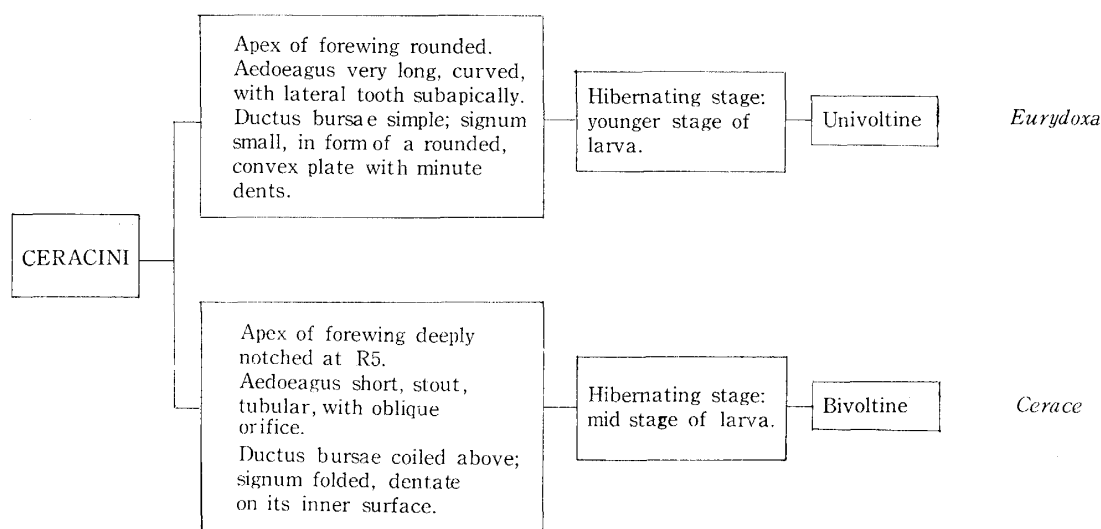 CERACINI
Apex of forewing rounded.
Aedoeagus very long, curved,
with lateral tooth subapically.
Ductus bursae simple; signum
small, in form of a rounded,
convex plate with minute
dents.
Hibernating stage:
younger stage of
larva.
Univoltine
Eurydoxa
Apex of forewing deeply
notched at R5.
Aedoeagus short, stout,
tubular, with oblique
orifice.
Ductus bursae coiled above;
signum folded, dentate
on its inner surface.
Hibernating stage:
mid stage of larva.
Bivoltine
Cerace